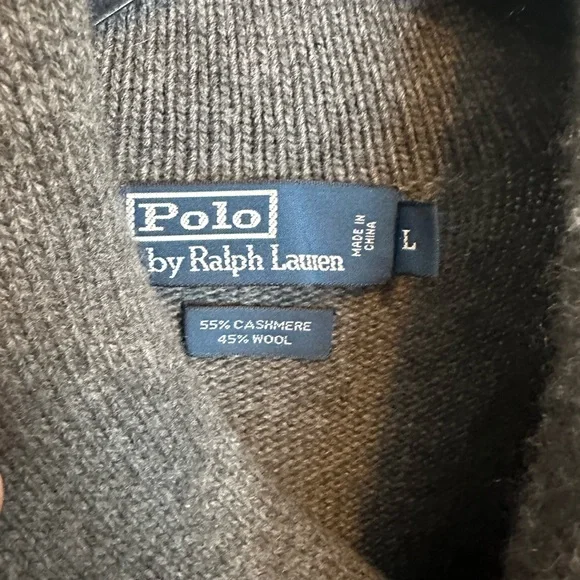 Polo
by Ralph Lauren
MADE IN
CHINA
L
55% CASHMERE
45% WOOL